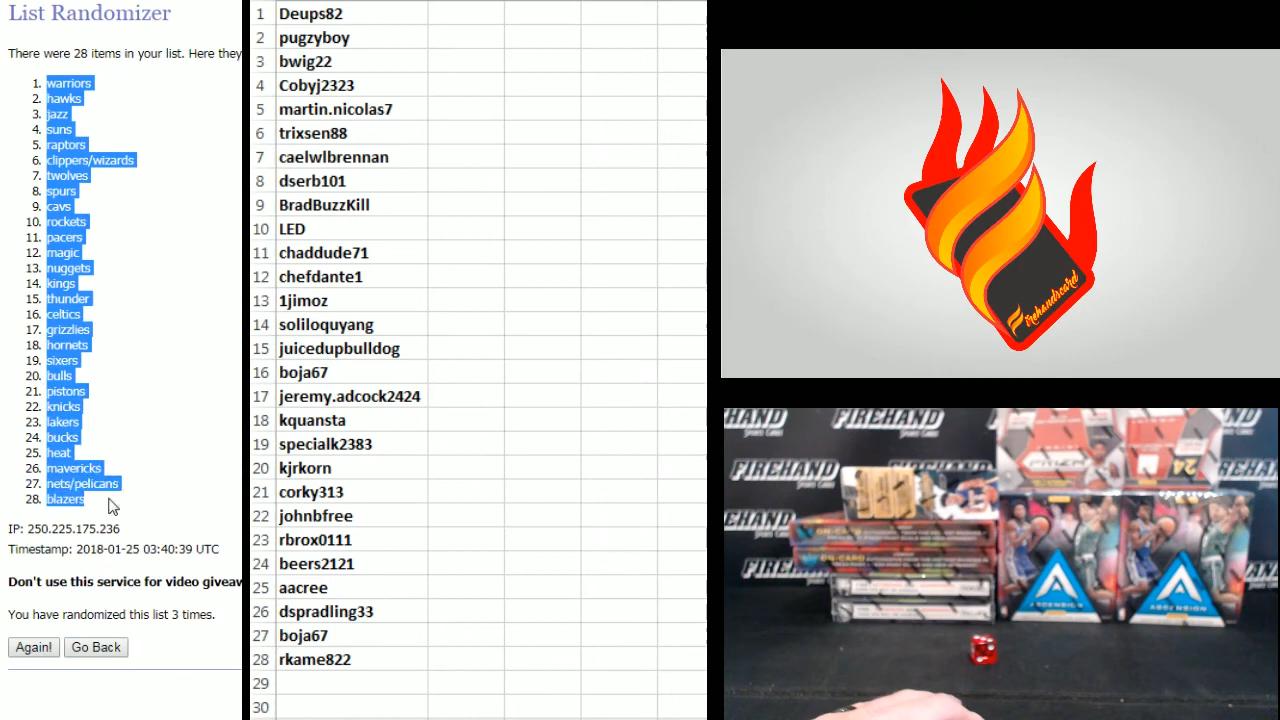 List Randomizer
There were 28 items in your list. Here they
1. warriors
2. hawks
3. jazz
4. suns
5. raptors
6. clippers/wizards
7. twolves
8. spurs
9. cavs
10. rockets
11. pacers
12. magic
13. nuggets
14. kings
15. thunder
16. celtics
17. grizzlies
18. hornets
19. sixers
20. bulls
21. pistons
22. knicks
23. lakers
24. bucks
25. heat
26. mavericks
27. nets/pelicans
28. blazers
IP: 250.225.175.236
Timestamp: 2018-01-25 03:40:39 UTC
Don't use this service for video giveaw
You have randomized this list 3 times.
Again! Go Back
1 Deups82
2 pugzyboy
3 bwig22
4 Cobyj2323
5 martin.nicolas7
6 trixsen88
7 caelwlbrennan
8 dserb101
9 BradBuzzKill
10 LED
11 chaddude71
12 chefdante1
13 1jimoz
14 soliloquyang
15 juicedupbulldog
16 boja67
17 jeremy.adcock2424
18 kquansta
19 specialk2383
20 kjrkorn
21 corky313
22 johnbfree
23 rbrox0111
24 beers2121
25 aacree
26 dspradling33
27 boja67
28 rkame822
29
30
Firehandscard
FIREHAND
FIREHAND
FIREHAND
FIREHAND
PRIZM
24
ASCENSION
ASCENSION